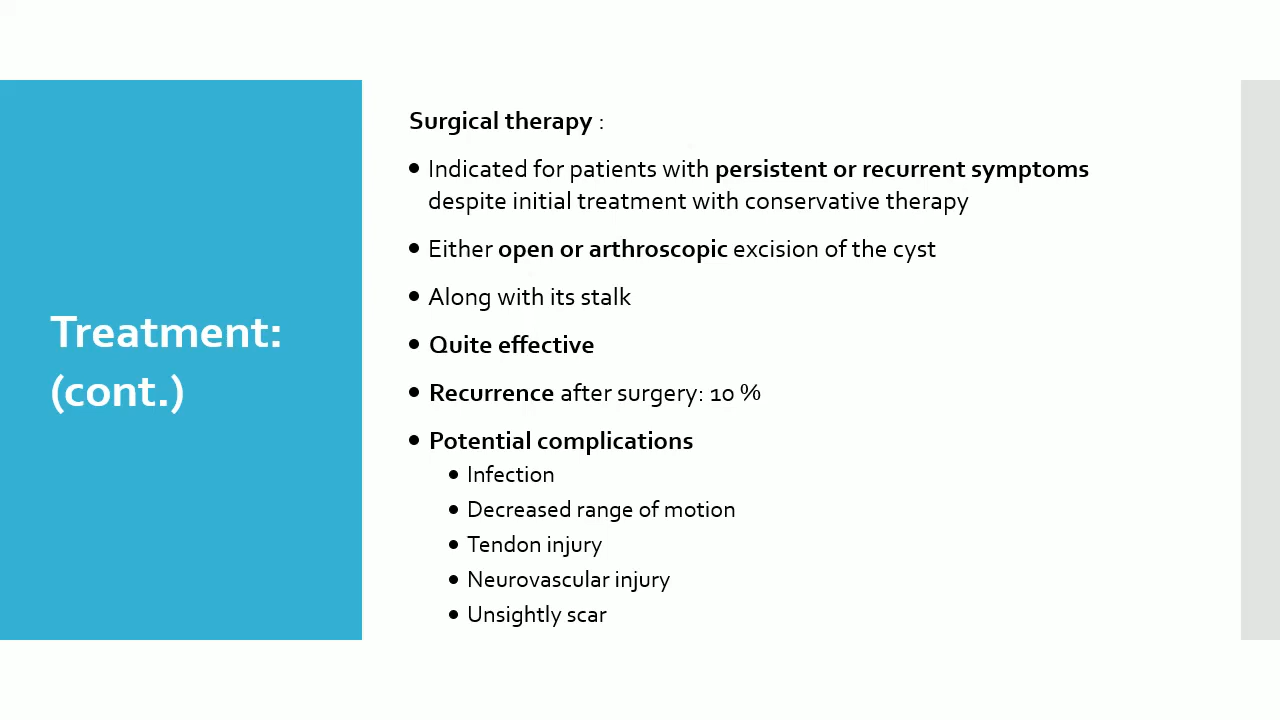 Treatment:
(cont.)
Surgical therapy :
• Indicated for patients with persistent or recurrent symptoms
despite initial treatment with conservative therapy
• Either open or arthroscopic excision of the cyst
• Along with its stalk
• Quite effective
• Recurrence after surgery: 10 %
• Potential complications
• Infection
• Decreased range of motion
• Tendon injury
• Neurovascular injury
• Unsightly scar